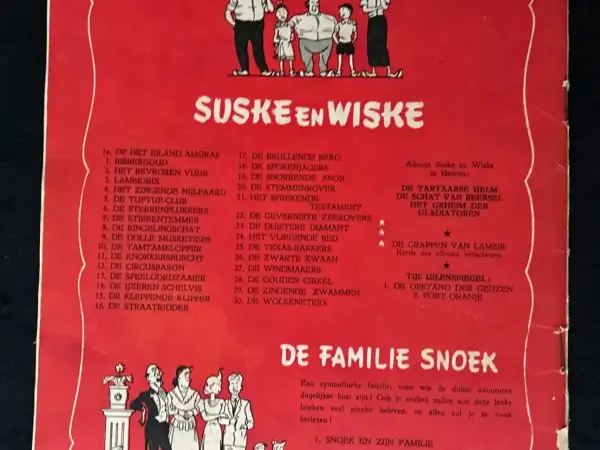 SUSKE EN WISKE
1a. OP HET EILAND AMORAS
1. BIBBERGOUD
2. HET BEVROREN VUUR
3. LAMBIORIX
4. HET ZINGENDE NIJLPAARD
5. DE TUFTUF-CLUB
6. DE STERRENPLUKKERS
7. DE STIERENTEMMER
8. DE RINGELINGSCHAT
9. DE DOLLE MUSKETIERS
10. DE TAMTAMKLOPPER
11. DE KNOKKERSBURCHT
12. DE CIRCUSBARON
13. DE SPEELGOEDZAAIER
14. DE IJZEREN SCHELVIS
15. DE KLEPPENDE KLIPPER
16. DE STRAATRIDDER
17. DE BRULLENDE BERG
18. DE SPOKENJAGERS
19. DE SNORRENDE SNOR
20. DE STEMMENROVER
21. HET SPREKENDE
TESTAMENT
22. DE GEVERNISTE ZEEROVERS
23. DE DUISTERE DIAMANT
24. HET VLIEGENDE BED
25. DE TEXAS-RAKKERS
26. DE ZWARTE ZWAAN
27. DE WINDMAKERS
28. DE GOUDEN CIRKEL
29. DE ZINGENDE ZWAMMEN
30. DE WOLKENETERS
Albums Suske en Wiske
in kleuren:
DE TARTAARSE HELM
DE SCHAT VAN BEERSEL
HET GEHEIM DER
GLADIATOREN
DE GRAPPEN VAN LAMBIK
Reeds zes albums verschenen
TIJL UILENSPIEGEL:
1. DE OPSTAND DER GEUZEN
2. FORT ORANJE
DE FAMILIE SNOEK
Een sympathieke familie, voor wie de dolste avonturen
dagelijkse kost zijn! Ook je ouders zullen aan deze leuke
boeken veel plezier beleven, en allen zul je ze vaak
herlezen!
1. SNOEK EN ZIJN FAMILIE